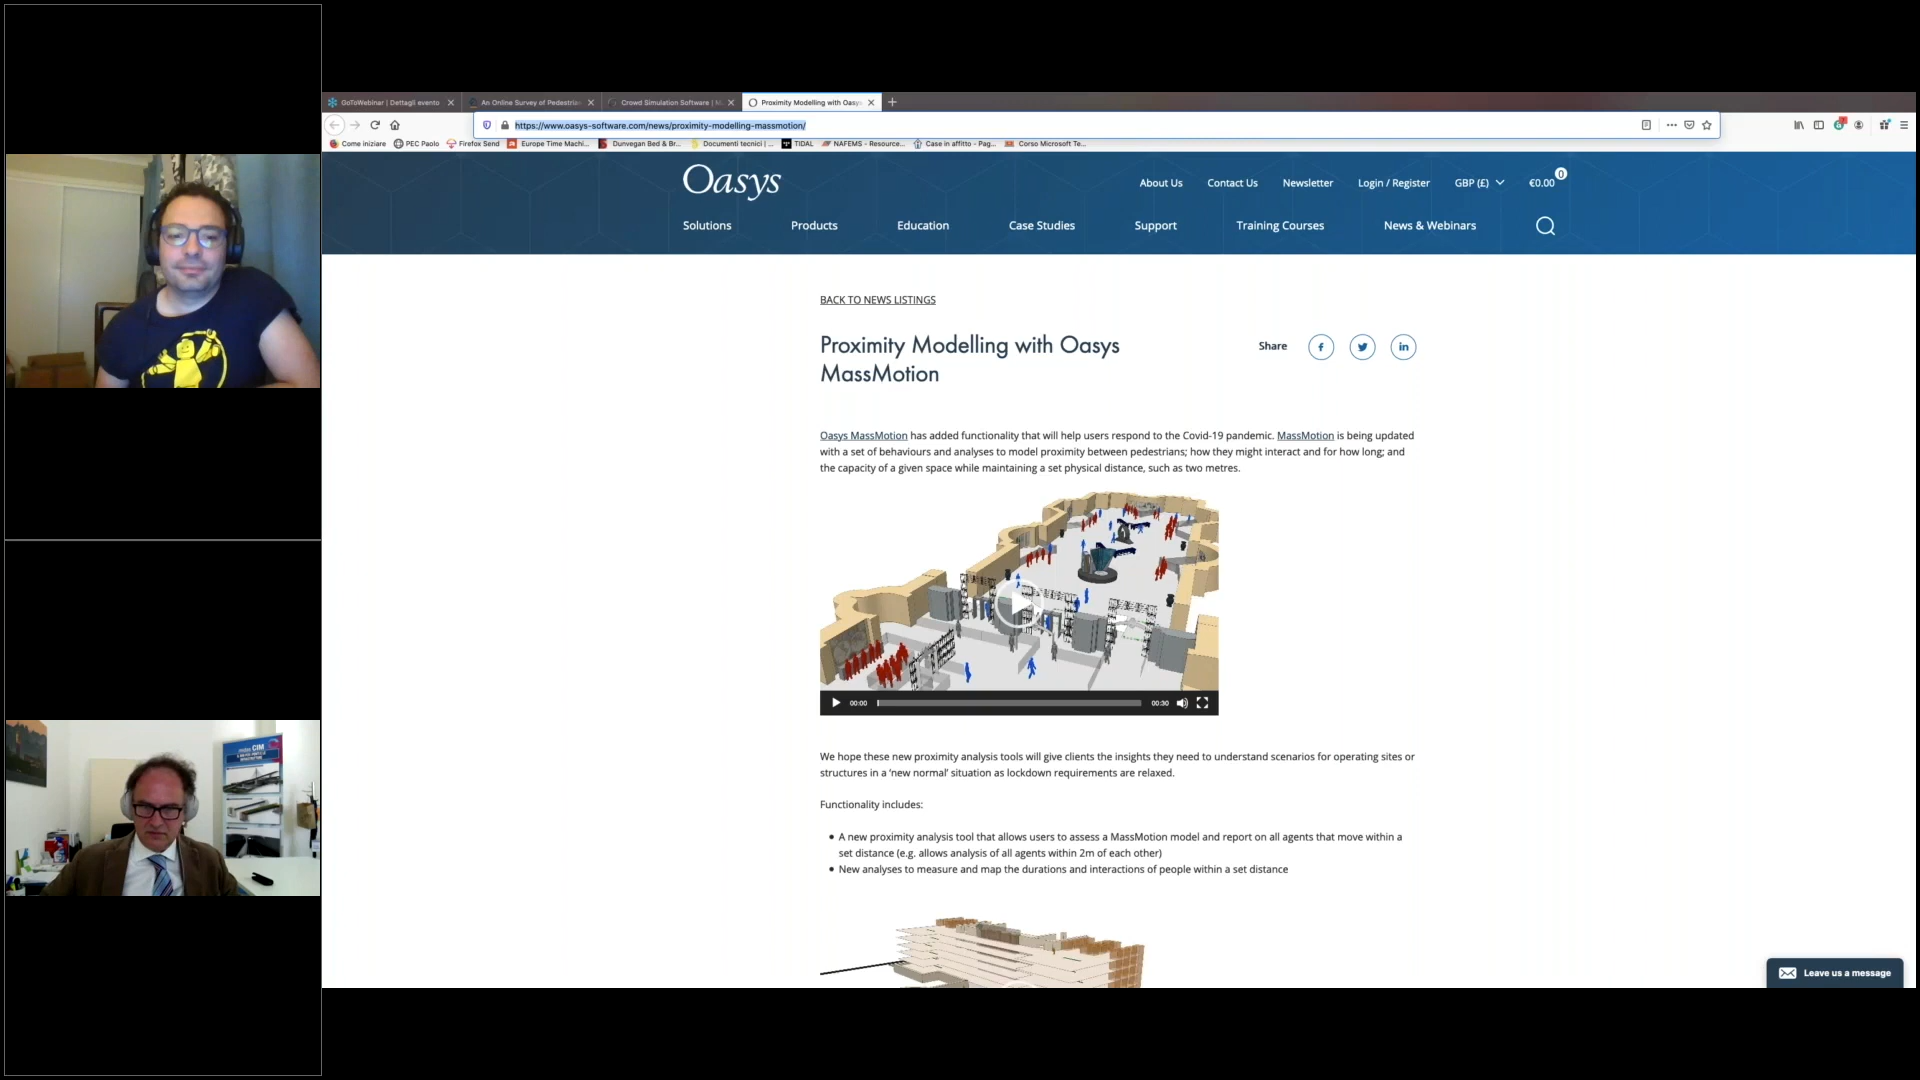 GoToWebinar | Dettagli evento
An Online Survey of Pedestria
Crowd Simulation Software | M
Proximity Modelling with Oasy
https://www.oasys-software.com/news/proximity-modelling-massmotion/
Come iniziare
PEC Paolo
Firefox Send
Europe Time Machi...
Dunvegan Bed & Br...
Documenti tecnici | ...
TIDAL
NAFEMS - Resource...
Case in affitto - Pag...
Corso Microsoft Te...
Oasys
About Us
Contact Us
Newsletter
Login / Register
GBP (£)
€0.00
0
Solutions
Products
Education
Case Studies
Support
Training Courses
News & Webinars
BACK TO NEWS LISTINGS
Proximity Modelling with Oasys
MassMotion
Share
Oasys MassMotion has added functionality that will help users respond to the Covid-19 pandemic. MassMotion is being updated
with a set of behaviours and analyses to model proximity between pedestrians; how they might interact and for how long; and
the capacity of a given space while maintaining a set physical distance, such as two metres.
00:00
00:30
We hope these new proximity analysis tools will give clients the insights they need to understand scenarios for operating sites or
structures in a ‘new normal’ situation as lockdown requirements are relaxed.
Functionality includes:
• A new proximity analysis tool that allows users to assess a MassMotion model and report on all agents that move within a
set distance (e.g. allows analysis of all agents within 2m of each other)
• New analyses to measure and map the durations and interactions of people within a set distance
Leave us a message
CIM